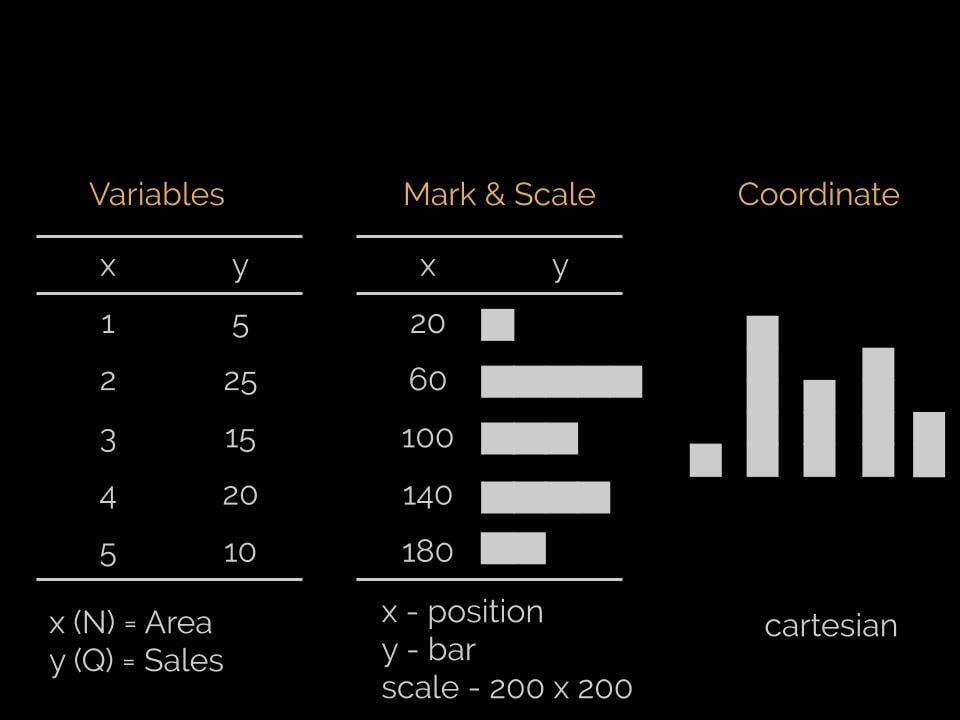 Variables Mark & Scale Coordinate
x y x y
1 5 20
2 25 60
3 15 100
4 20 140
5 10 180
x (N) = Area
y (Q) = Sales
x - position
y - bar
scale - 200 x 200
cartesian